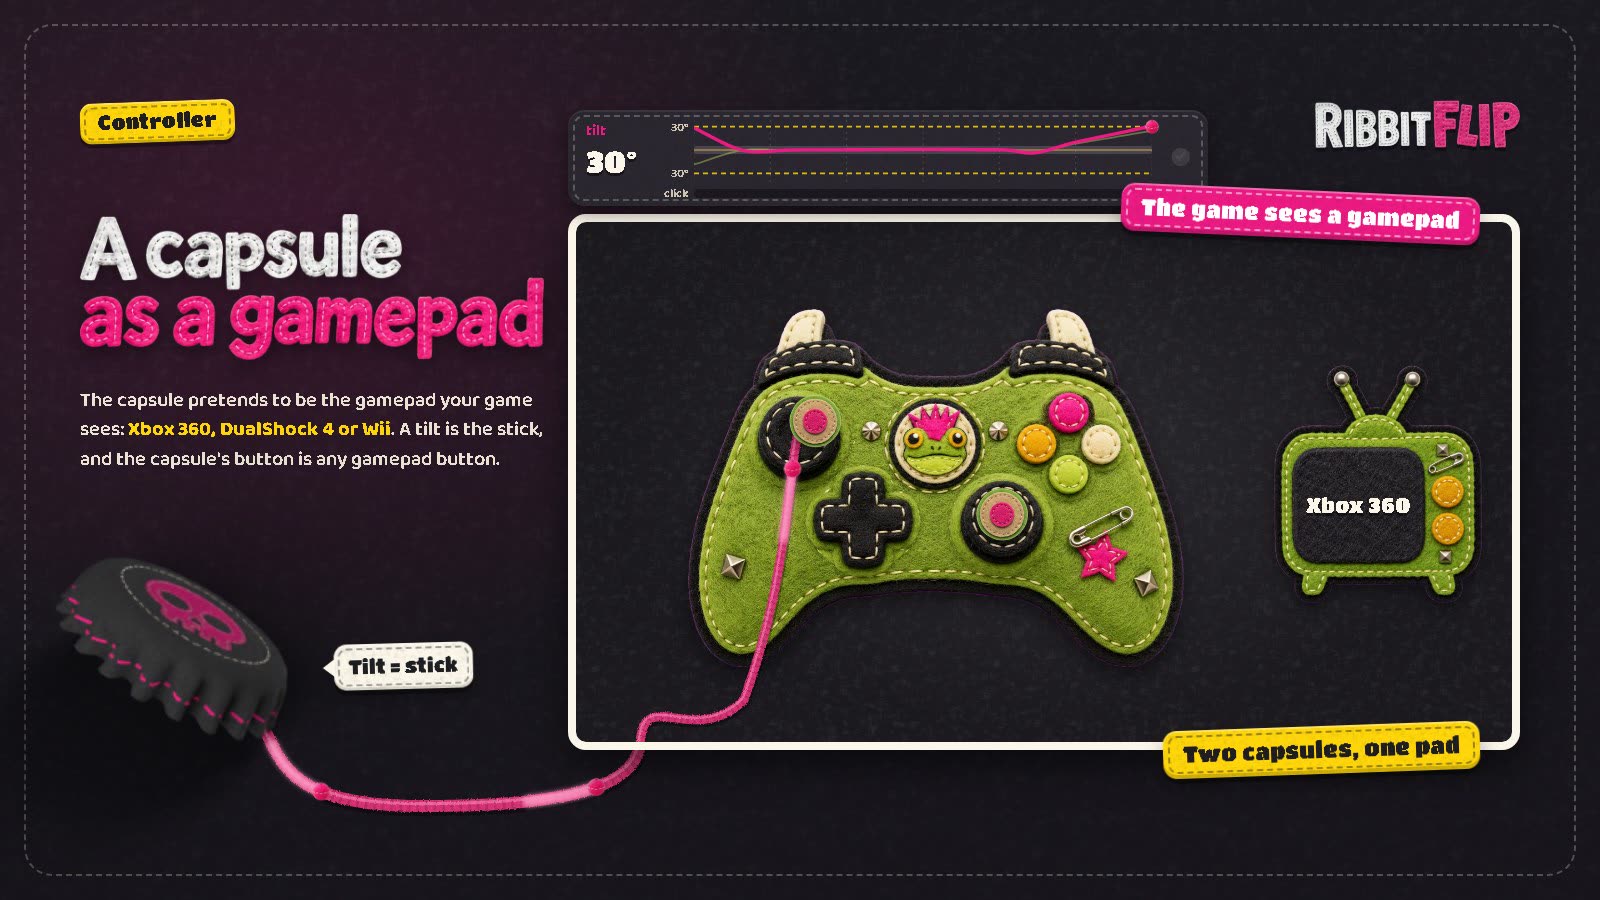 Controller
tilt
30°
30°
30°
click
RIBBITFLIP
The game sees a gamepad
A capsule
as a gamepad
The capsule pretends to be the gamepad your game
sees: Xbox 360, DualShock 4 or Wii. A tilt is the stick,
and the capsule's button is any gamepad button.
Xbox 360
Tilt = stick
Two capsules, one pad